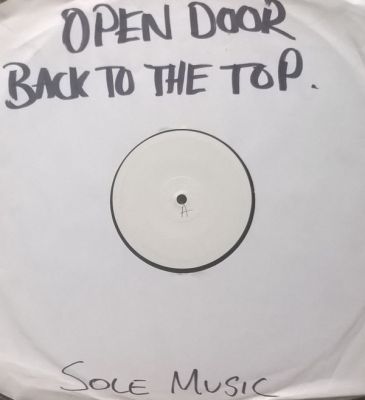 OPEN DOOR
BACK TO THE TOP.
A
SOLE MUSIC